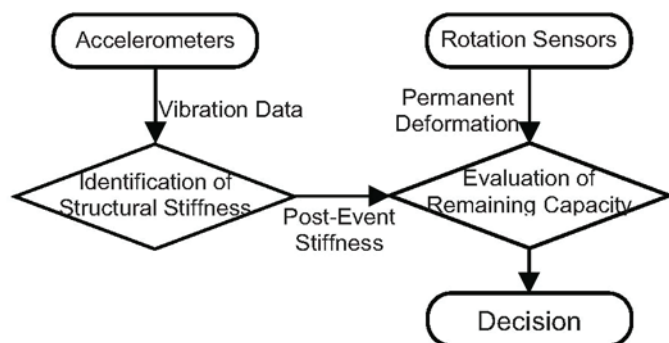 Accelerometers
Rotation Sensors
Vibration Data
Permanent
Deformation
Identification of
Structural Stiffness
Post-Event
Stiffness
Evaluation of
Remaining Capacity
Decision